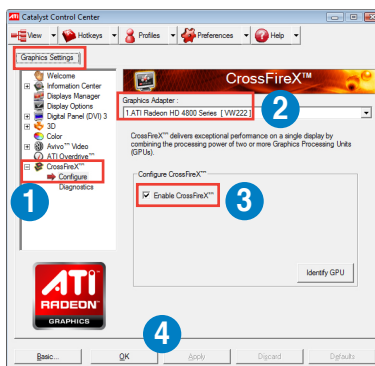 ATI Catalyst Control Center
View Hotkeys Profiles Preferences Help
Graphics Settings
Welcome
Information Center
Displays Manager
Display Options
Digital Panel (DVI) 3
3D
Color
Avivo™ Video
ATI Overdrive™
CrossFireX™
Configure
Diagnostics
1
CrossFireX™
Graphics Adapter :
1.ATI Radeon HD 4800 Series [ VW222 ]
2
CrossFireX™ delivers exceptional performance on a single display by
combining the processing power of two or more Graphics Processing Units
(GPUs).
Configure CrossFireX™
Enable CrossFireX™
3
Identify GPU
ATI
RADEON
GRAPHICS
4
Basic... OK Apply Discard Defaults